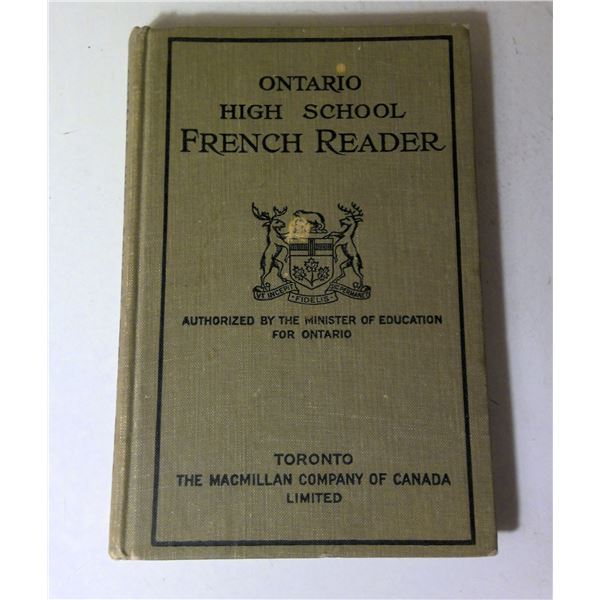 ONTARIO
HIGH SCHOOL
FRENCH READER
VT INCEPIT FIDELIS SIC PERMANET
AUTHORIZED BY THE MINISTER OF EDUCATION
FOR ONTARIO
TORONTO
THE MACMILLAN COMPANY OF CANADA
LIMITED